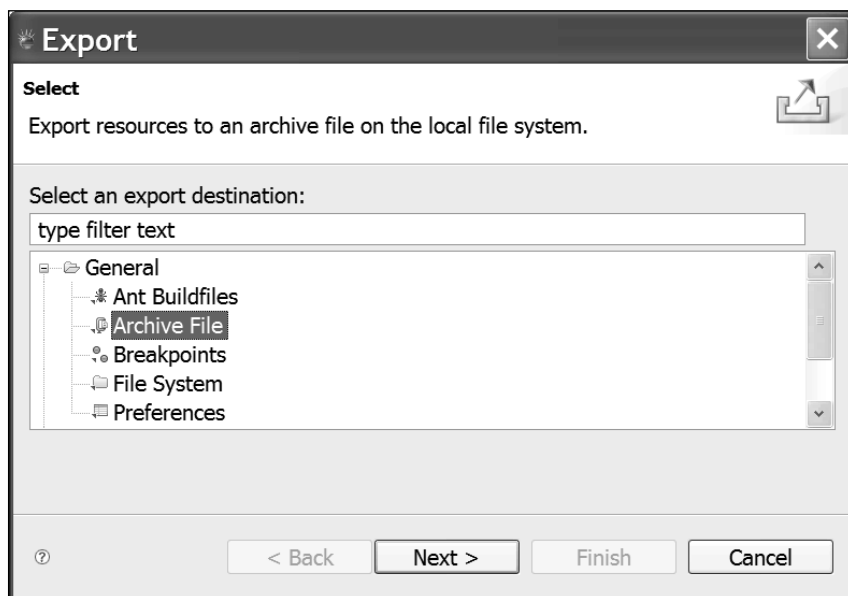 Export
Select
Export resources to an archive file on the local file system.
Select an export destination:
type filter text
General
Ant Buildfiles
Archive File
Breakpoints
File System
Preferences
? < Back Next > Finish Cancel